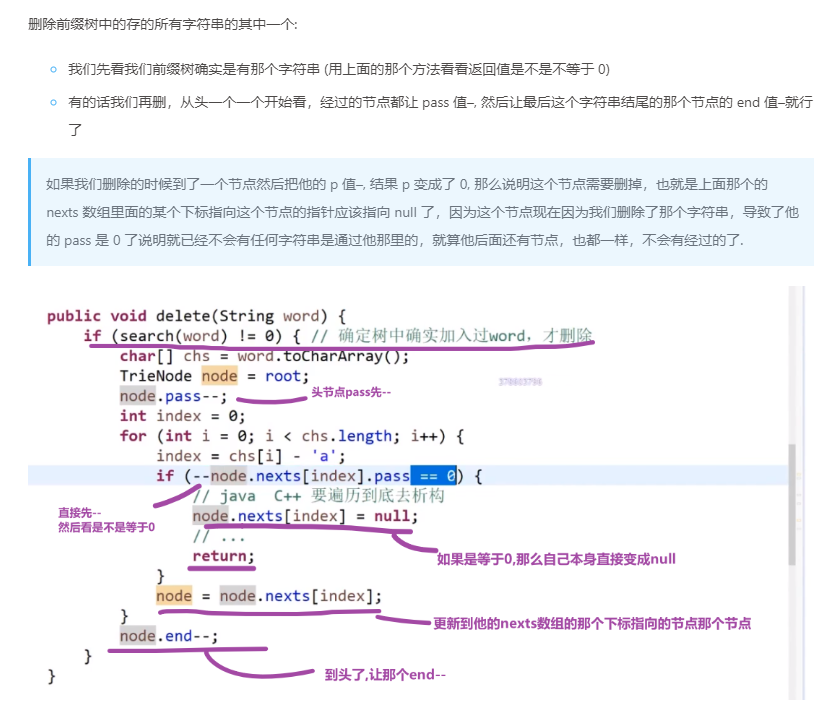 删除前缀树中的存的所有字符串的其中一个:
我们先看我们前缀树确实是有那个字符串 (用上面的那个方法看看返回值是不是不等于 0)
有的话我们再删，从头一个一个开始看，经过的节点都让 pass 值–, 然后让最后这个字符串结尾的那个节点的 end 值–就行
了
如果我们删除的时候到了一个节点然后把他的 p 值–, 结果 p 变成了 0, 那么说明这个节点需要删掉，也就是上面那个的
nexts 数组里面的某个下标指向这个节点的指针应该指向 null 了，因为这个节点现在因为我们删除了那个字符串，导致了他
的 pass 是 0 了说明就已经不会有任何字符串是通过他那里的，就算他后面还有节点，也都一样，不会有经过的了.
public void delete(String word) {
if (search(word) != 0) { // 确定树中确实加入过word，才删除
char[] chs = word.toCharArray();
TrieNode node = root;
370803798
node.pass--;
头节点pass先--
int index = 0;
for (int i = 0; i < chs.length; i++) {
index = chs[i] - 'a';
if (--node.nexts[index].pass == 0) {
// java C++ 要遍历到底去析构
直接先--
然后看是不是等于0
node.nexts[index] = null;
// ...
return;
如果是等于0,那么自己本身直接变成null
}
node = node.nexts[index];
}
更新到他的nexts数组的那个下标指向的节点那个节点
node.end--;
}
到头了,让那个end--
}